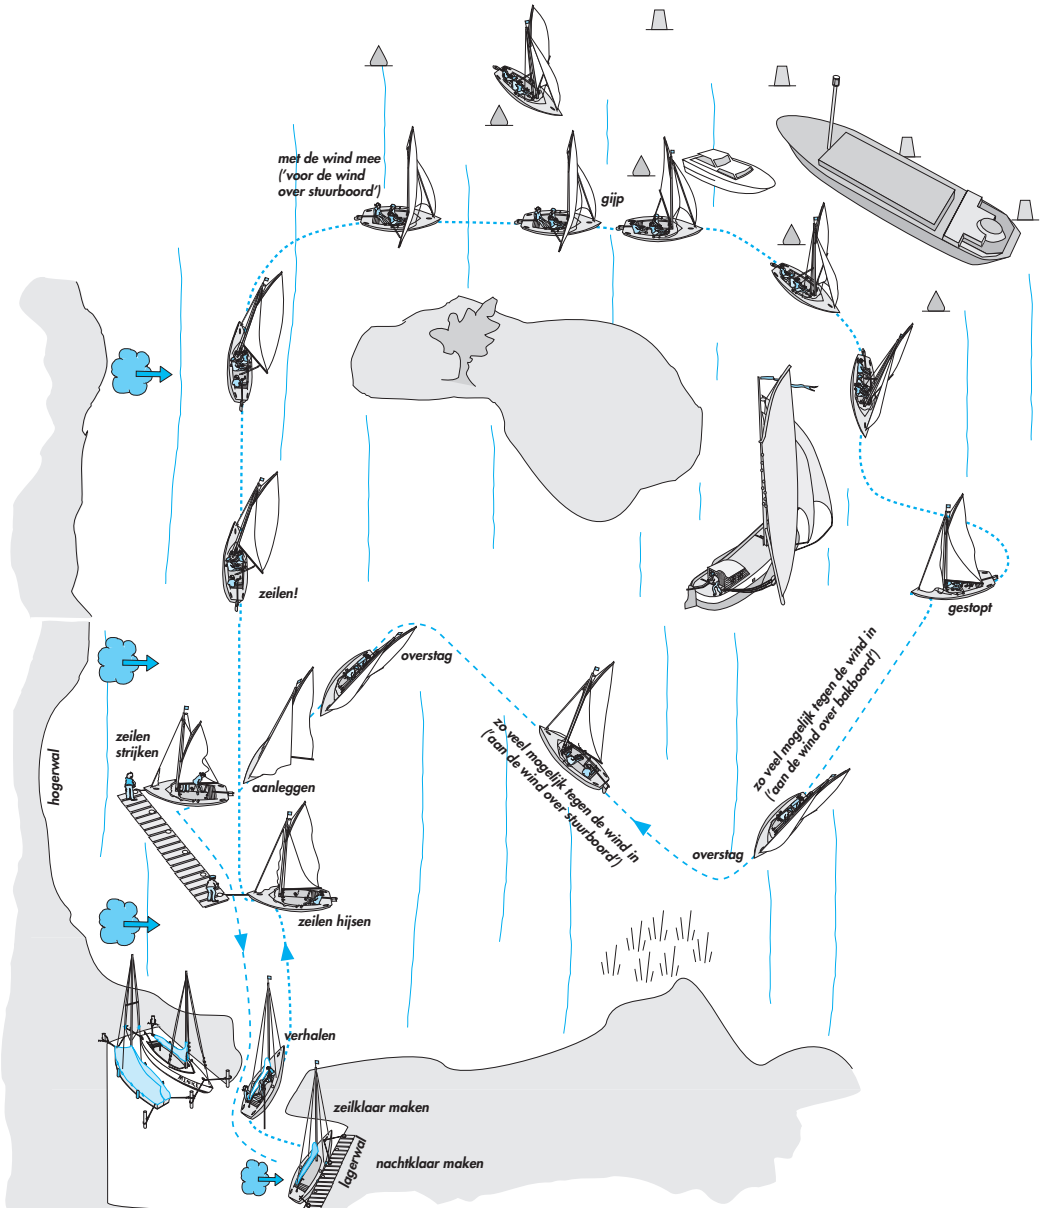 met de wind mee
('voor de wind
over stuurboord')
gijp
zeilen!
gestopt
overstag
zo veel mogelijk tegen de wind in
('aan de wind over bakboord')
zo veel mogelijk tegen de wind in
('aan de wind over stuurboord')
zeilen
strijken
hogerwal
aanleggen
overstag
zeilen hijsen
verhalen
zeilklaar maken
lagerwal
nachtklaar maken